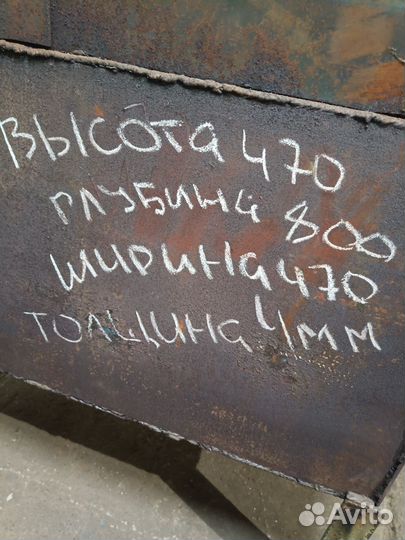 ВЫСОТА 470
ГЛУБИНА 800
ШИРИНА 470
ТОЛЩИНА 4ММ
Avito